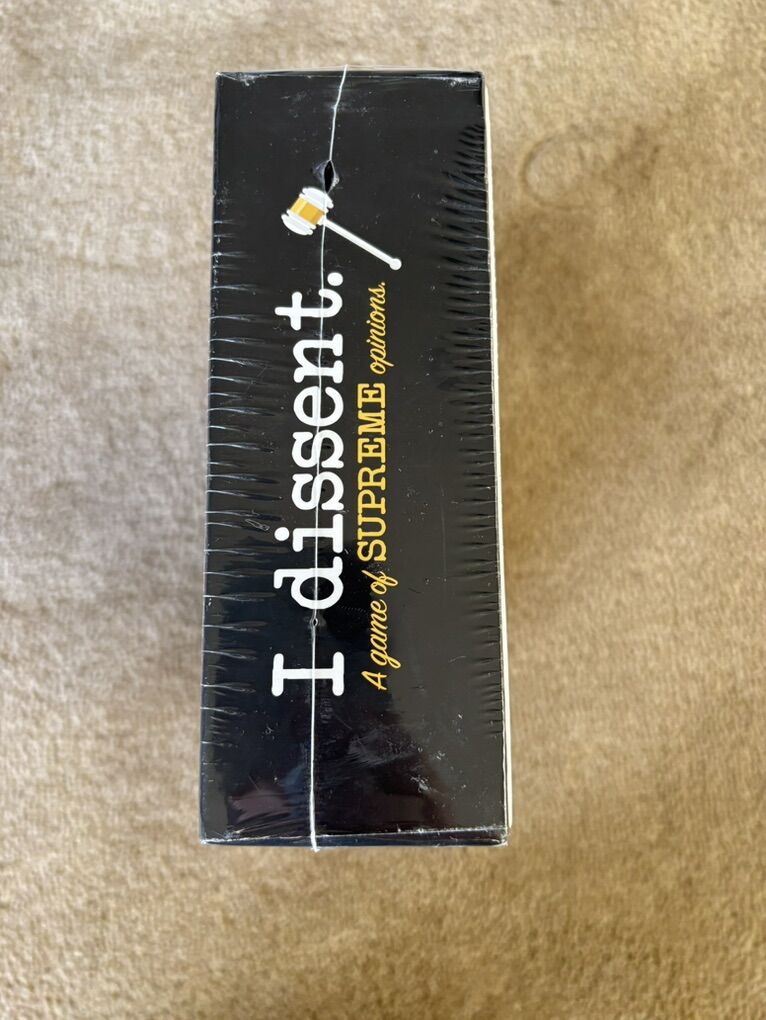 I dissent.
A game of SUPREME opinions.